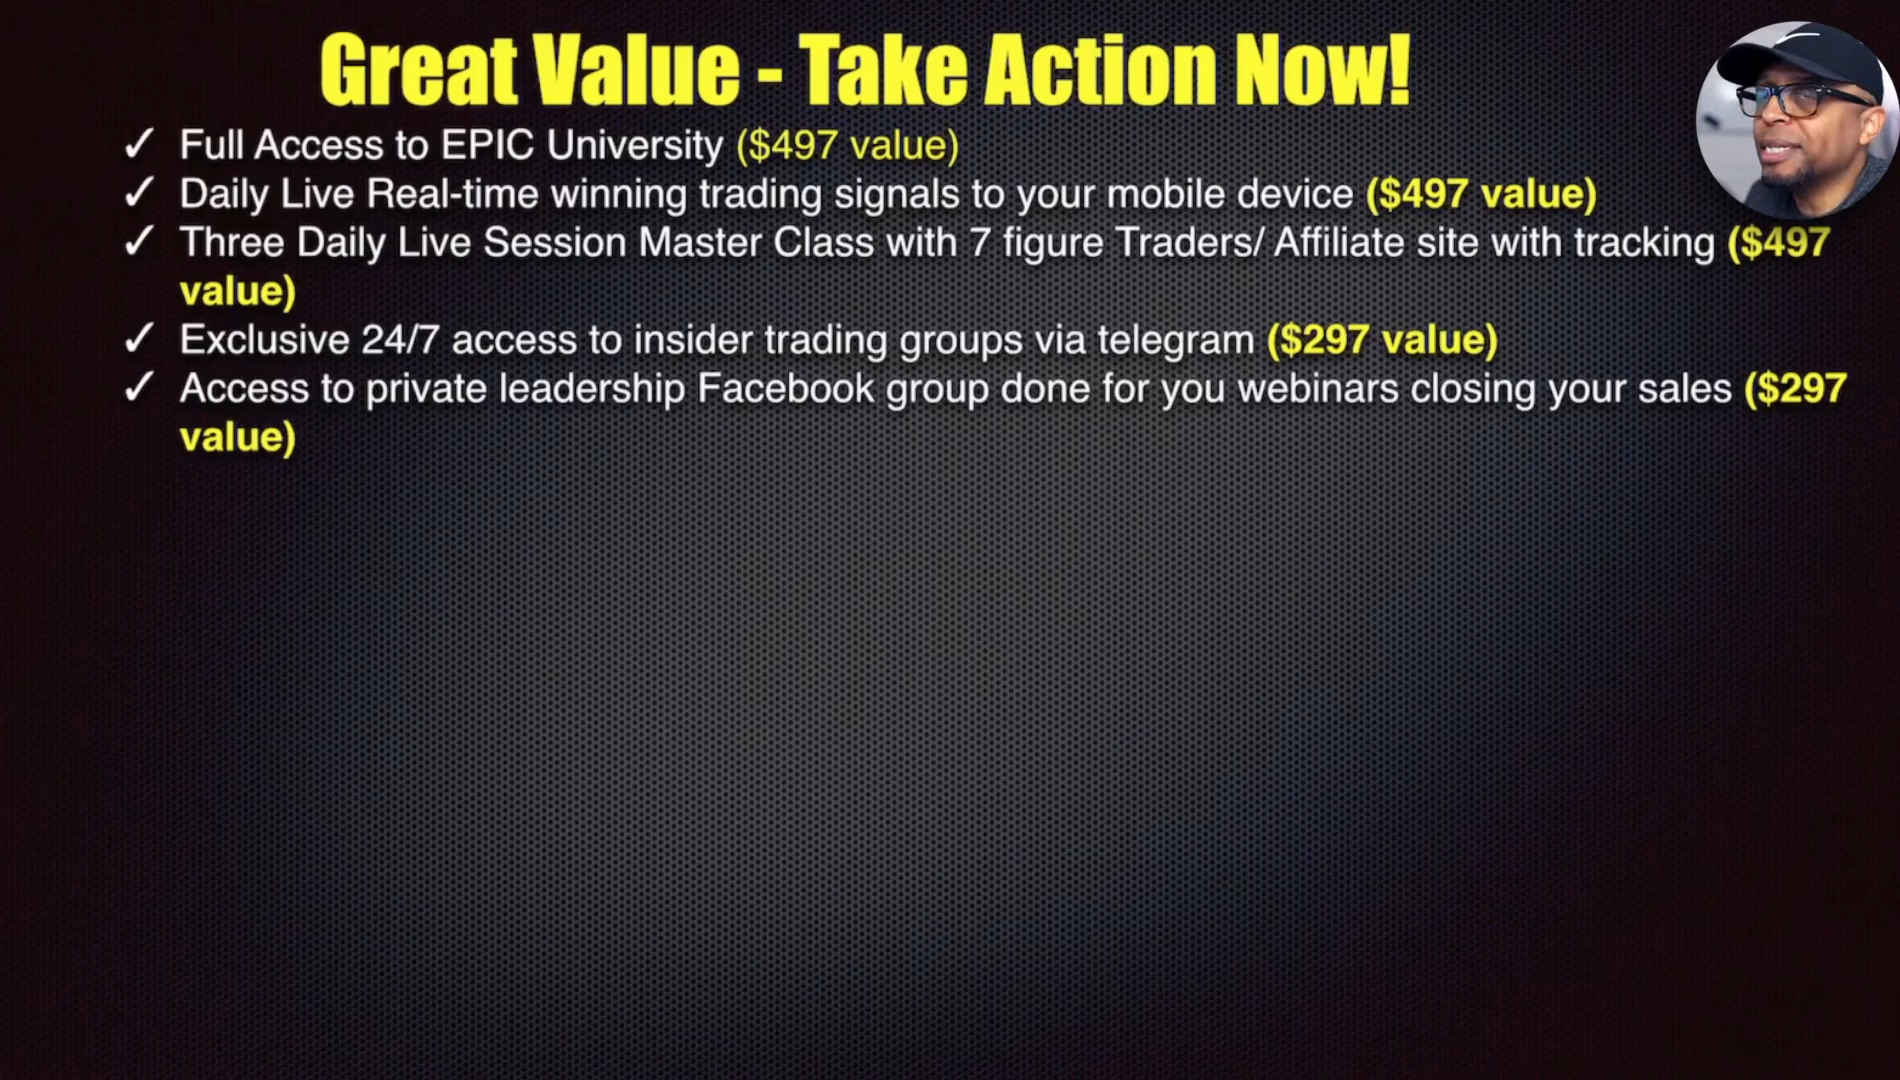 Great Value - Take Action Now!
✓ Full Access to EPIC University ($497 value)
✓ Daily Live Real-time winning trading signals to your mobile device ($497 value)
✓ Three Daily Live Session Master Class with 7 figure Traders/ Affiliate site with tracking ($497
value)
✓ Exclusive 24/7 access to insider trading groups via telegram ($297 value)
✓ Access to private leadership Facebook group done for you webinars closing your sales ($297
value)